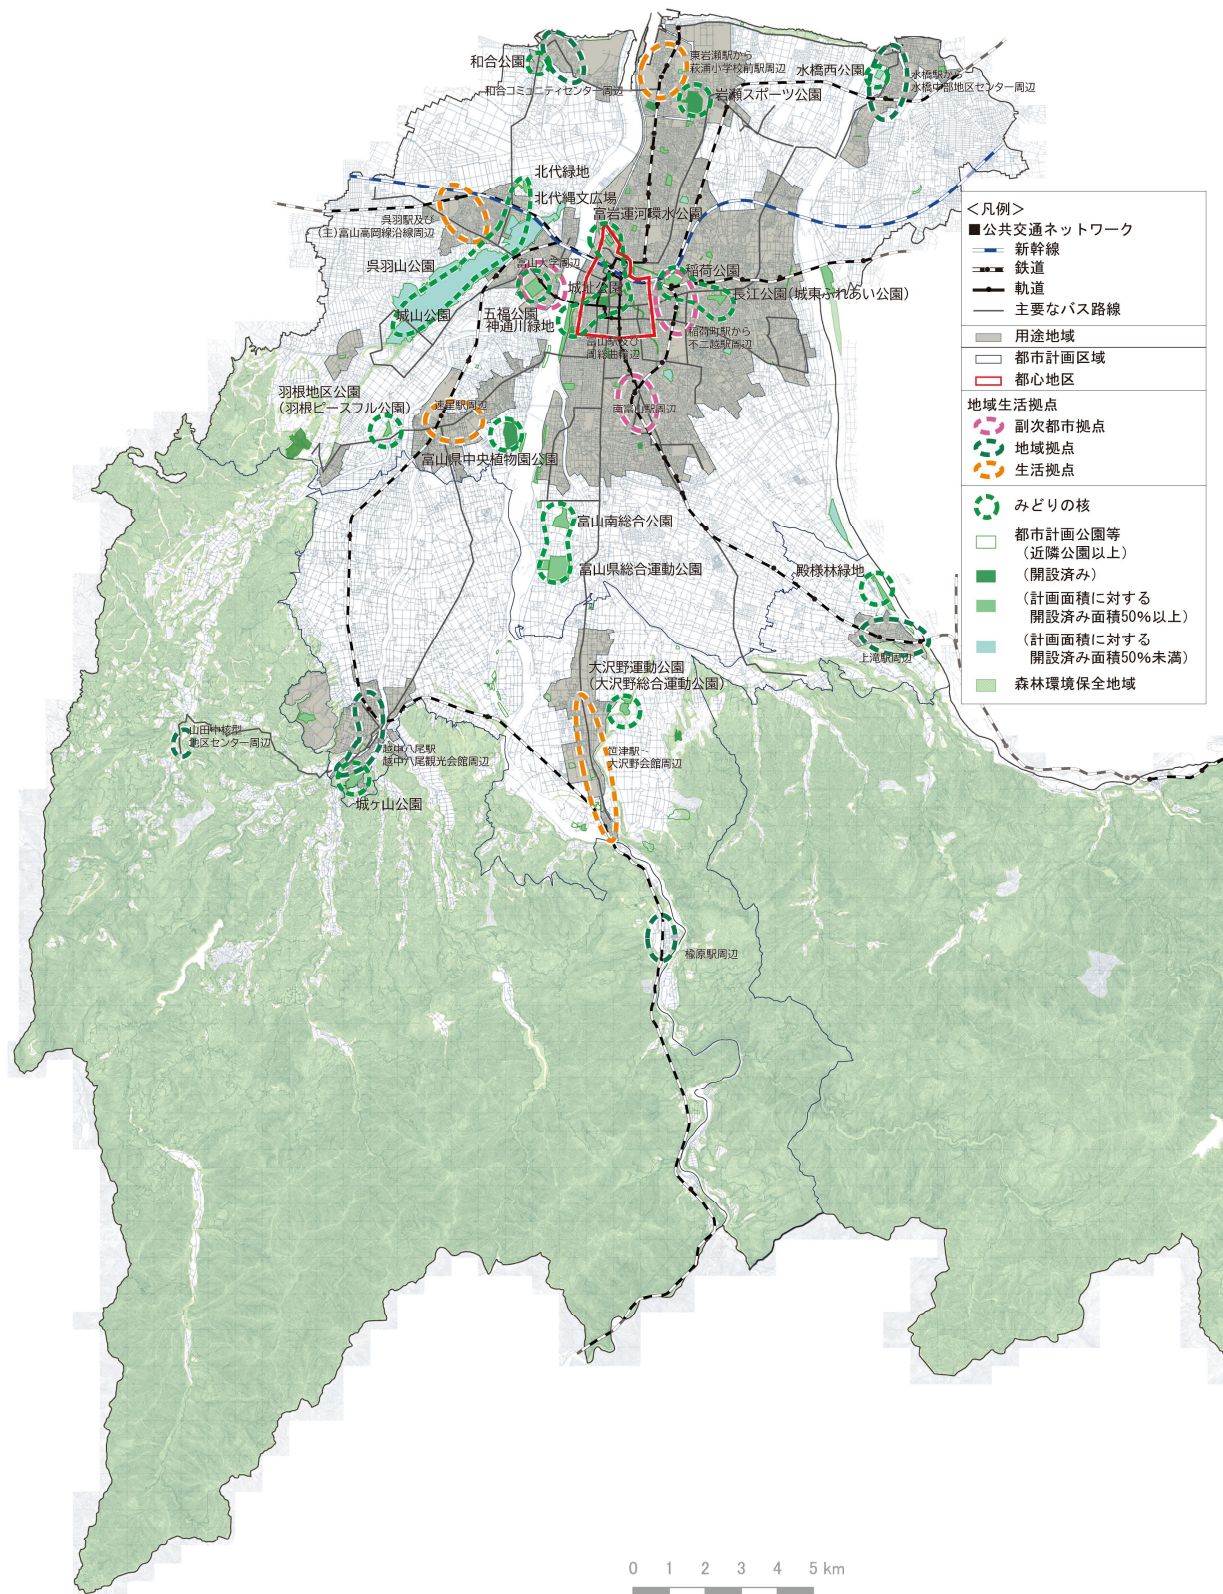 和合公園
和合コミュニティセンター周辺
東岩瀬駅から
萩浦小学校前駅周辺
岩瀬スポーツ公園
水橋西公園
水橋駅から
水橋中部地区センター周辺
北代緑地
北代縄文広場
富岩運河環水公園
呉羽駅及び
(主)富山高岡線沿線周辺
呉羽山公園
富山大学周辺
城址公園
稲荷公園
長江公園(城東ふれあい公園)
城山公園
五福公園
神通川緑地
富山駅及び
稲荷町駅から
不二越駅周辺
羽根地区公園
(羽根ピースフル公園)
速星駅周辺
南富山駅周辺
富山県中央植物園公園
富山南総合公園
富山県総合運動公園
殿様林緑地
上滝駅周辺
大沢野運動公園
(大沢野総合運動公園)
山田中核型
地区センター周辺
越中八尾駅
越中八尾観光会館周辺
笹津駅~
大沢野会館周辺
城ヶ山公園
楡原駅周辺
<凡例>
■公共交通ネットワーク
新幹線
鉄道
軌道
主要なバス路線
用途地域
都市計画区域
都心地区
地域生活拠点
副次都市拠点
地域拠点
生活拠点
みどりの核
都市計画公園等
(近隣公園以上)
(開設済み)
(計画面積に対する
開設済み面積50%以上)
(計画面積に対する
開設済み面積50%未満)
森林環境保全地域
0 1 2 3 4 5 km